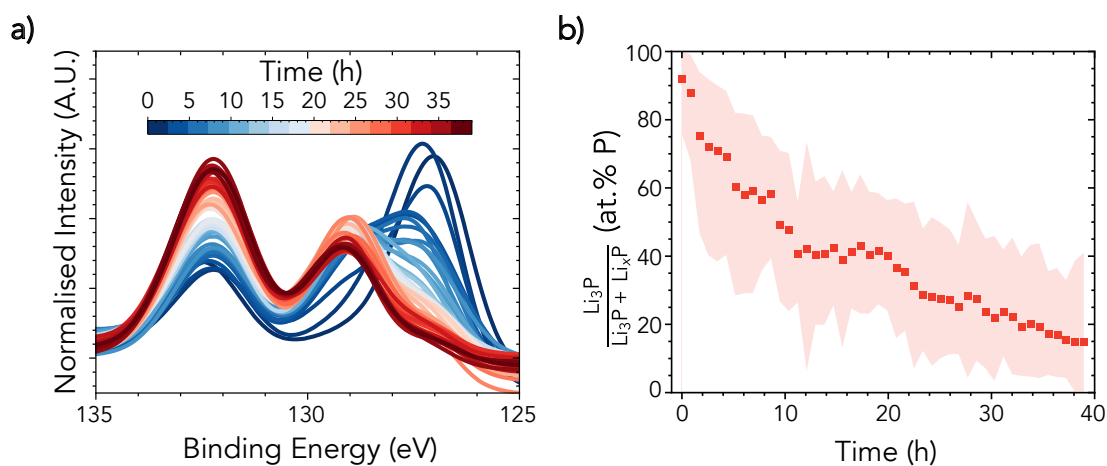 a)
Normalised Intensity (A.U.)
Time (h)
0 5 10 15 20 25 30 35
135 130 125
Binding Energy (eV)
b)
Li₃P
Li₃P + LiₓP
(at.% P)
100
80
60
40
20
0
0 10 20 30 40
Time (h)